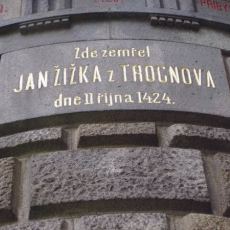 Zde zemřel
JAN ŽIŽKA z TROCNOVA
dne 11 října 1424.